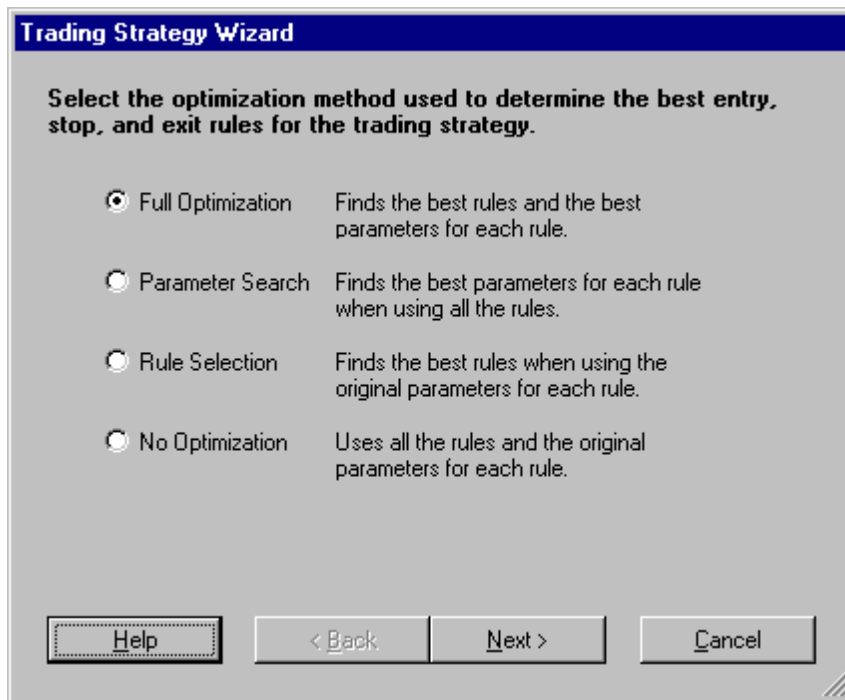 Trading Strategy Wizard
Select the optimization method used to determine the best entry,
stop, and exit rules for the trading strategy.
Full Optimization
Finds the best rules and the best
parameters for each rule.
Parameter Search
Finds the best parameters for each rule
when using all the rules.
Rule Selection
Finds the best rules when using the
original parameters for each rule.
No Optimization
Uses all the rules and the original
parameters for each rule.
Help
< Back
Next >
Cancel